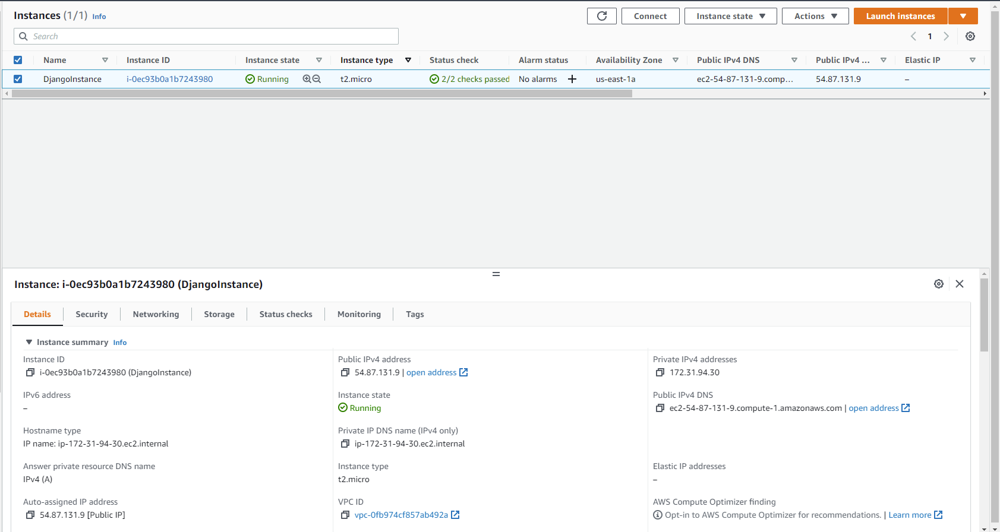 Instances (1/1) Info
Connect Instance state Actions Launch instances
Search
1
Name Instance ID Instance state Instance type Status check Alarm status Availability Zone Public IPv4 DNS Public IPv4 ... Elastic IP
DjangoInstance i-0ec93b0a1b7243980 Running t2.micro 2/2 checks passed No alarms + us-east-1a ec2-54-87-131-9.comp... 54.87.131.9 –
Instance: i-0ec93b0a1b7243980 (DjangoInstance)
Details Security Networking Storage Status checks Monitoring Tags
Instance summary Info
Instance ID
i-0ec93b0a1b7243980 (DjangoInstance)
Public IPv4 address
54.87.131.9 | open address
Private IPv4 addresses
172.31.94.30
IPv6 address
–
Instance state
Running
Public IPv4 DNS
ec2-54-87-131-9.compute-1.amazonaws.com | open address
Hostname type
IP name: ip-172-31-94-30.ec2.internal
Private IP DNS name (IPv4 only)
ip-172-31-94-30.ec2.internal
Answer private resource DNS name
IPv4 (A)
Instance type
t2.micro
Elastic IP addresses
–
Auto-assigned IP address
54.87.131.9 [Public IP]
VPC ID
vpc-0fb974cf857ab492a
AWS Compute Optimizer finding
Opt-in to AWS Compute Optimizer for recommendations. | Learn more